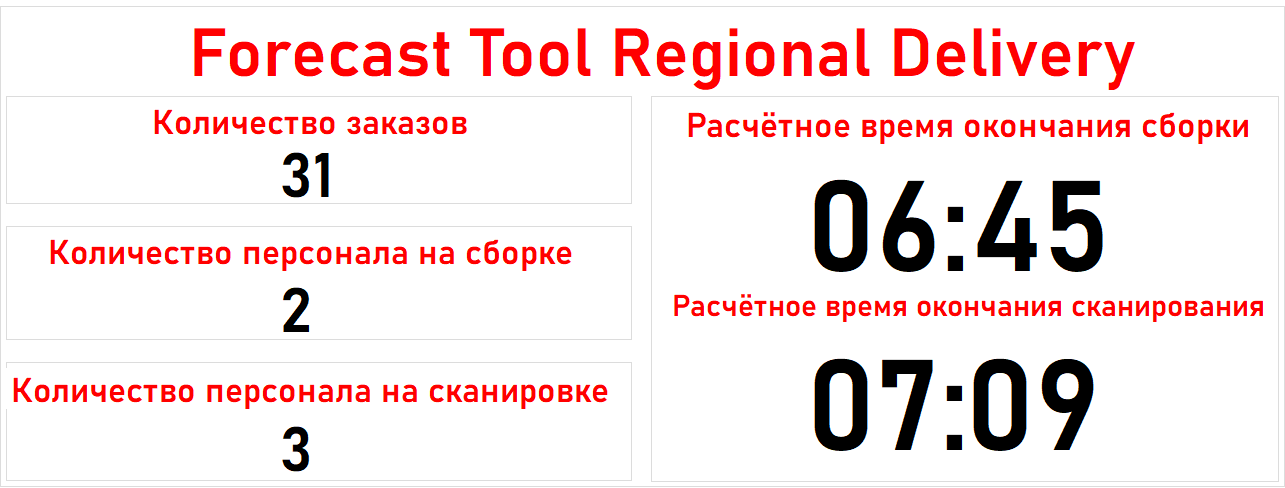 Forecast Tool Regional Delivery
Количество заказов
31
Количество персонала на сборке
2
Количество персонала на сканировке
3
Расчётное время окончания сборки
06:45
Расчётное время окончания сканирования
07:09